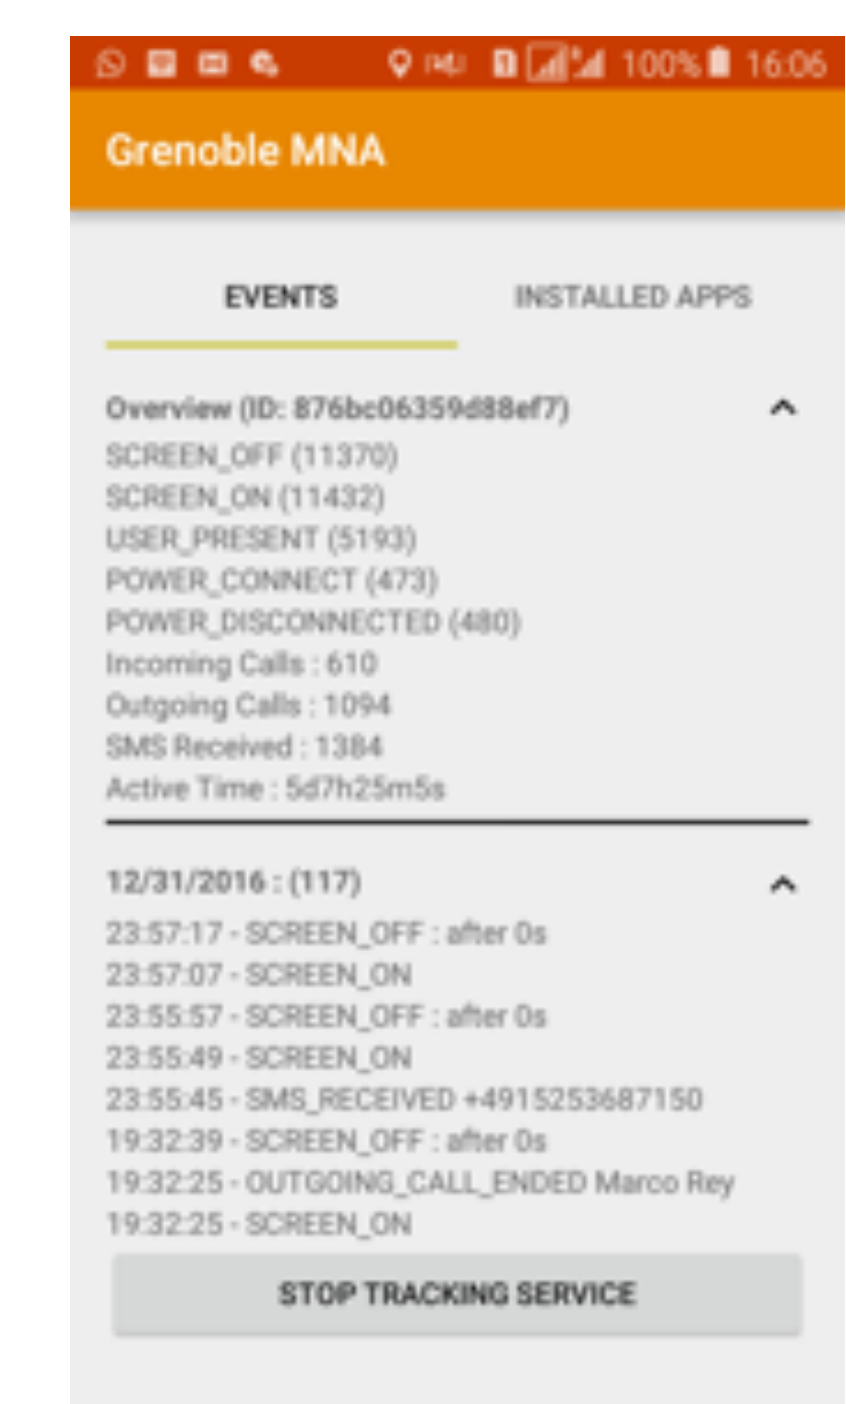 100% 16:06
Grenoble MNA
EVENTS INSTALLED APPS
Overview (ID: 876bc06359d88ef7)
SCREEN_OFF (11370)
SCREEN_ON (11432)
USER_PRESENT (5193)
POWER_CONNECT (473)
POWER_DISCONNECTED (480)
Incoming Calls : 610
Outgoing Calls : 1094
SMS Received : 1384
Active Time : 5d7h25m5s
12/31/2016 : (117)
23:57:17 - SCREEN_OFF : after 0s
23:57:07 - SCREEN_ON
23:55:57 - SCREEN_OFF : after 0s
23:55:49 - SCREEN_ON
23:55:45 - SMS_RECEIVED +4915253687150
19:32:39 - SCREEN_OFF : after 0s
19:32:25 - OUTGOING_CALL_ENDED Marco Rey
19:32:25 - SCREEN_ON
STOP TRACKING SERVICE